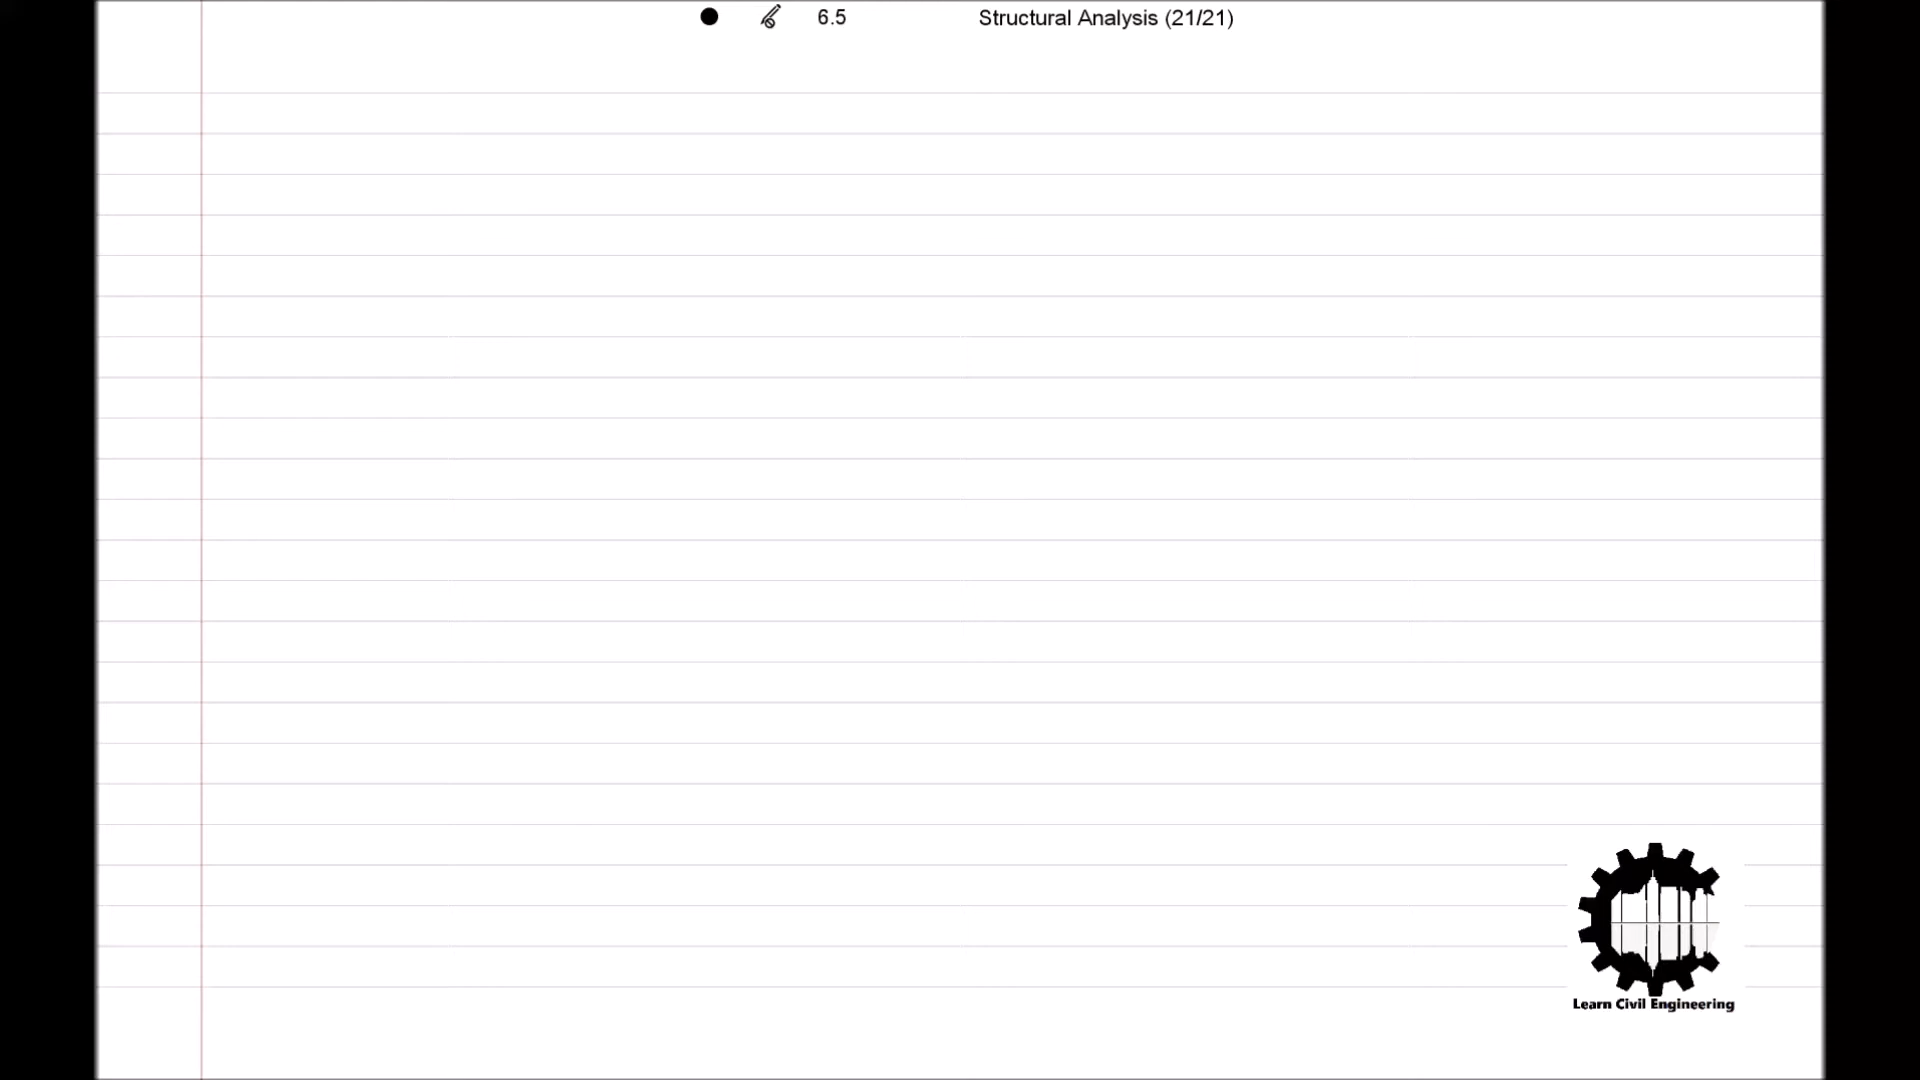 6.5
Structural Analysis (21/21)
Learn Civil Engineering